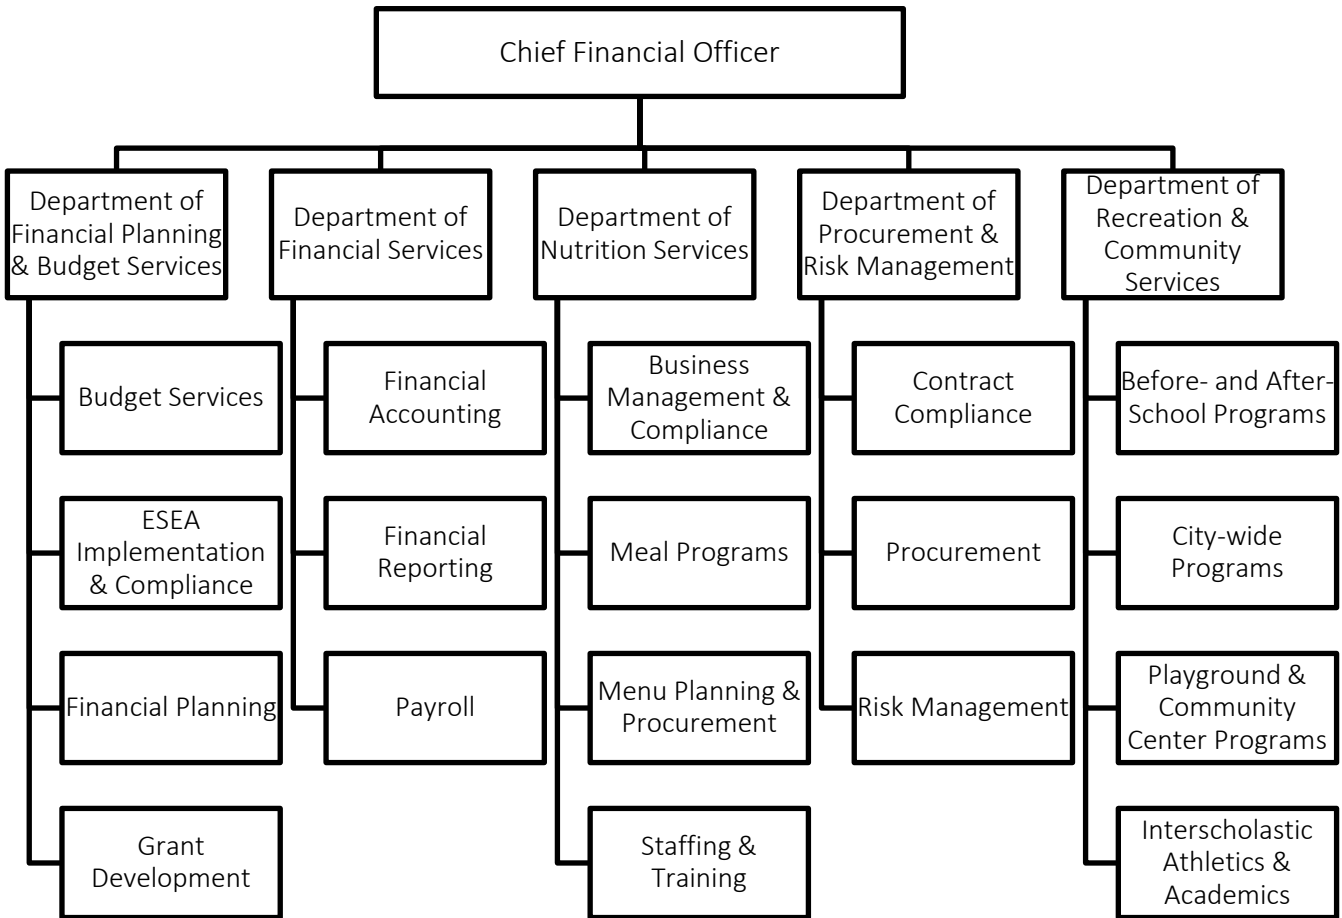 Chief Financial Officer
Department of
Financial Planning
& Budget Services
Department of
Financial Services
Department of
Nutrition Services
Department of
Procurement &
Risk Management
Department of
Recreation &
Community
Services
Budget Services
ESEA
Implementation
& Compliance
Financial Planning
Grant
Development
Financial
Accounting
Financial
Reporting
Payroll
Business
Management &
Compliance
Meal Programs
Menu Planning &
Procurement
Staffing &
Training
Contract
Compliance
Procurement
Risk Management
Before- and After-
School Programs
City-wide
Programs
Playground &
Community
Center Programs
Interscholastic
Athletics &
Academics